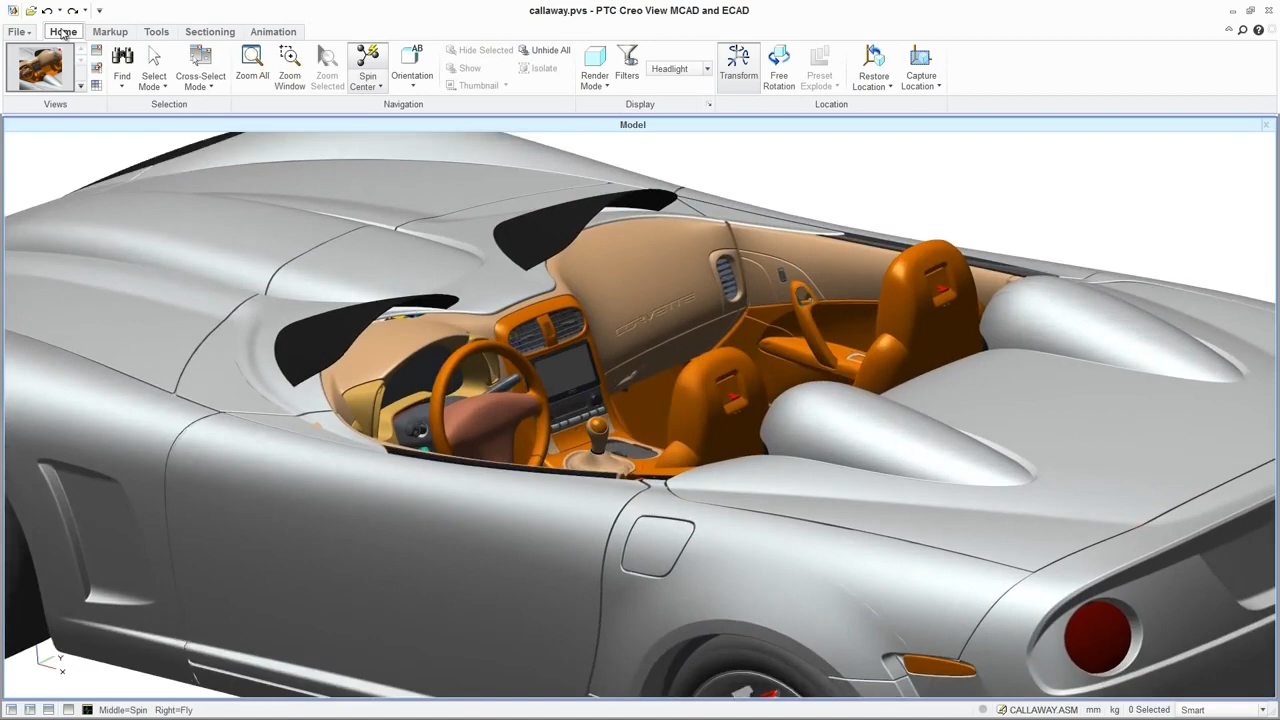 callaway.pvs - PTC Creo View MCAD and ECAD
File Home Markup Tools Sectioning Animation
Hide Selected Unhide All
Show Isolate
Thumbnail
Find Select Mode Cross-Select Mode
Zoom All Zoom Window Zoom Selected Spin Center Orientation
Render Mode Filters Headlight
Transform Free Rotation Preset Explode Restore Location Capture Location
Views Selection Navigation Display Location
Model
CORVETTE
Y
X
Middle=Spin Right=Fly CALLAWAY.ASM mm kg 0 Selected Smart